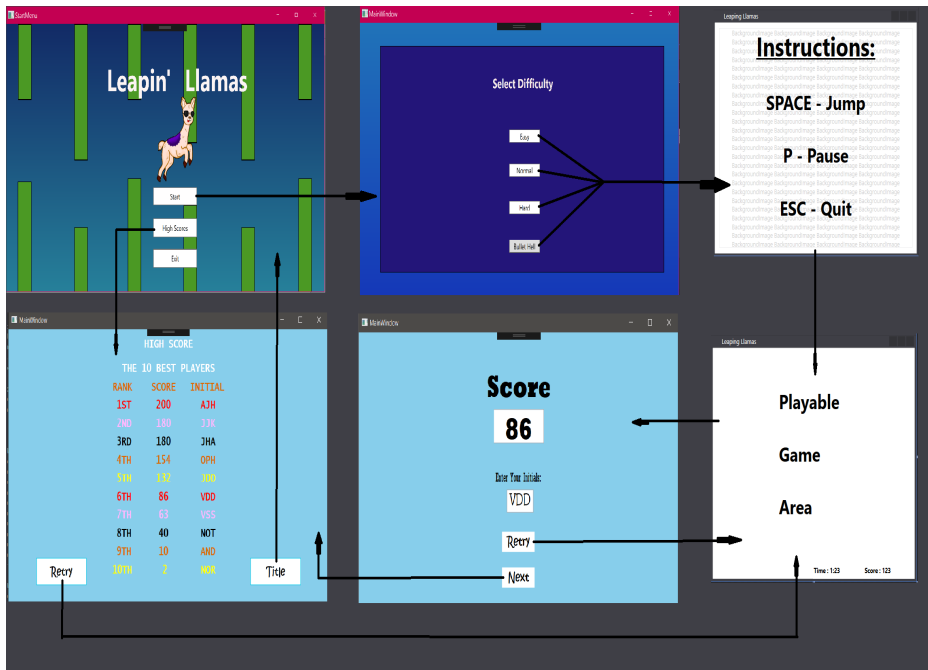 StartMenu
Leapin' Llamas
Start
High Scores
Exit
MainWindow
Select Difficulty
Easy
Normal
Hard
Bullet Hell
Leaping Llamas
BackgroundImage BackgroundImage BackgroundImage BackgroundImage
Instructions:
SPACE - Jump
P - Pause
ESC - Quit
MainWindow
HIGH SCORE
THE 10 BEST PLAYERS
RANK SCORE INITIAL
1ST 200 AJH
2ND 180 JJK
3RD 180 JHA
4TH 154 OPH
5TH 132 JDD
6TH 86 VDD
7TH 63 VSS
8TH 40 NOT
9TH 10 AND
10TH 2 NOR
Retry
Title
MainWindow
Score
86
Enter Your Initials:
VDD
Retry
Next
Leaping Llamas
Playable
Game
Area
Time : 1:23 Score : 123